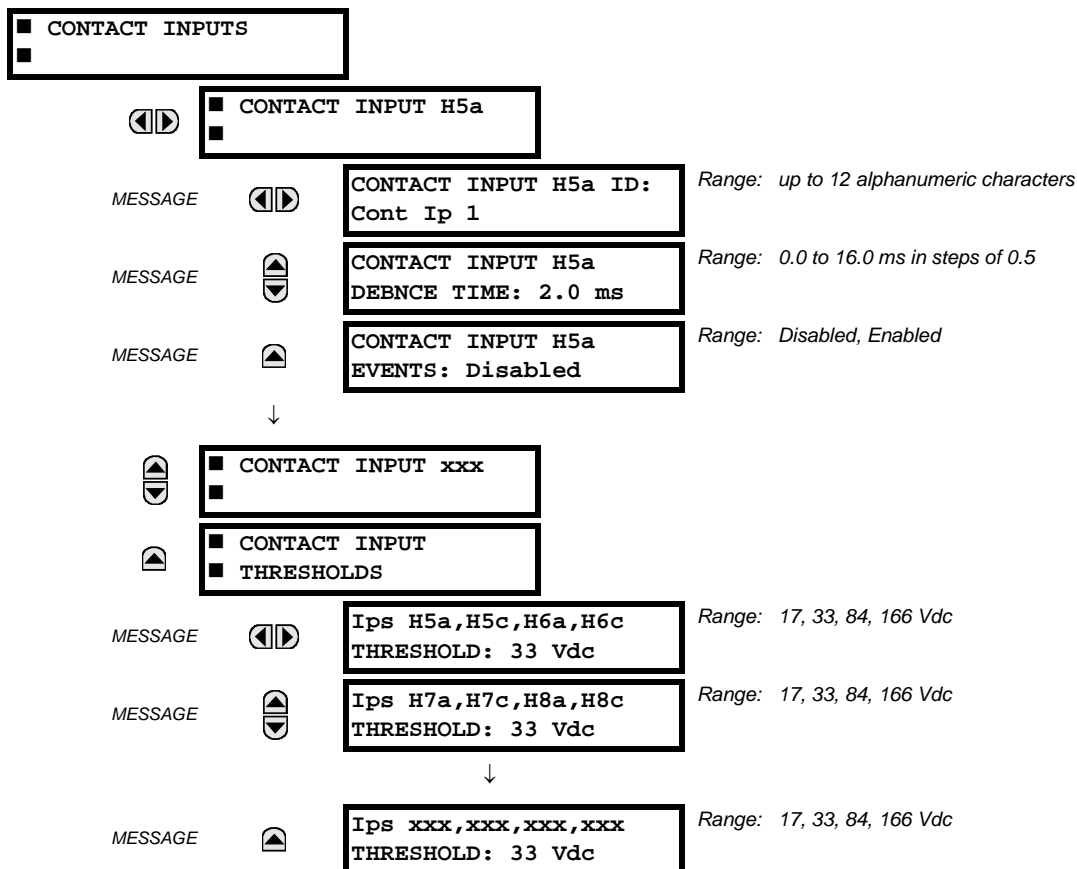 ■ CONTACT INPUTS
■
■ CONTACT INPUT H5a
■
MESSAGE
CONTACT INPUT H5a ID:
Cont Ip 1
Range: up to 12 alphanumeric characters
MESSAGE
CONTACT INPUT H5a
DEBNCE TIME: 2.0 ms
Range: 0.0 to 16.0 ms in steps of 0.5
MESSAGE
CONTACT INPUT H5a
EVENTS: Disabled
Range: Disabled, Enabled
↓
■ CONTACT INPUT xxx
■
■ CONTACT INPUT
■ THRESHOLDS
MESSAGE
Ips H5a,H5c,H6a,H6c
THRESHOLD: 33 Vdc
Range: 17, 33, 84, 166 Vdc
MESSAGE
Ips H7a,H7c,H8a,H8c
THRESHOLD: 33 Vdc
Range: 17, 33, 84, 166 Vdc
↓
MESSAGE
Ips xxx,xxx,xxx,xxx
THRESHOLD: 33 Vdc
Range: 17, 33, 84, 166 Vdc